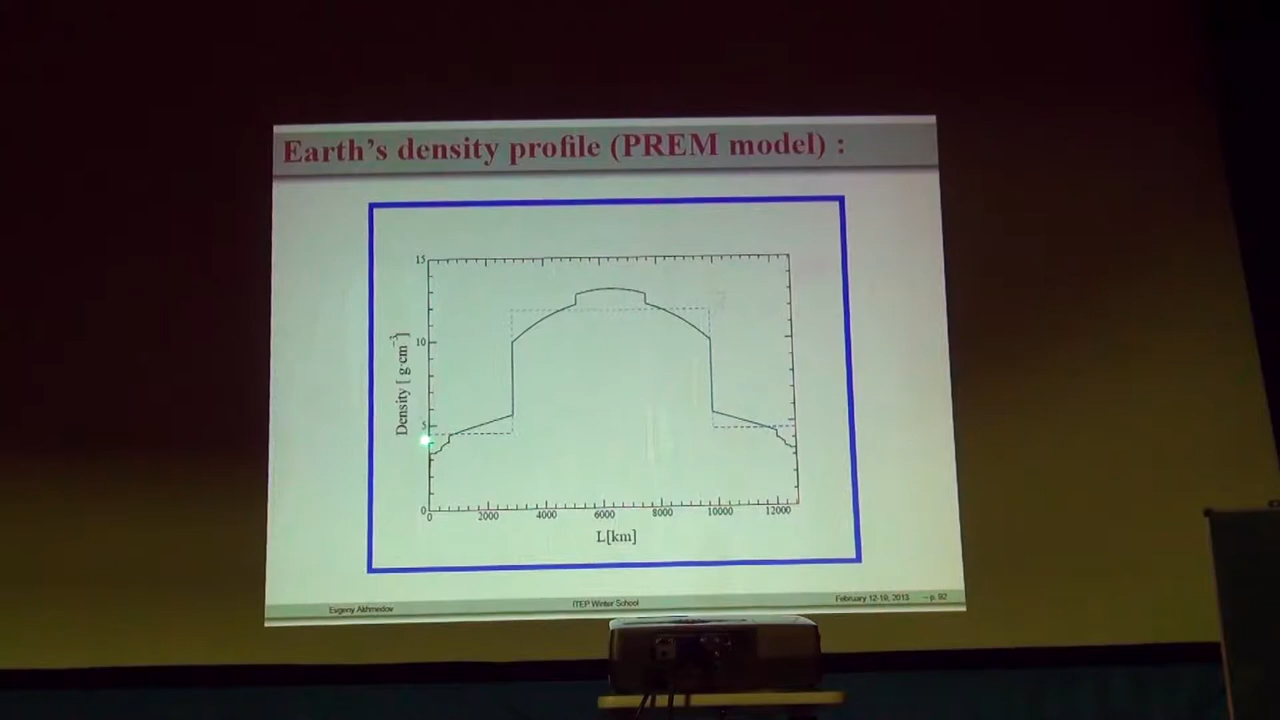 Earth's density profile (PREM model) :
15
10
5
0
Density [ g·cm⁻³]
0 2000 4000 6000 8000 10000 12000
L[km]
Evgeny Akhmedov ITEP Winter School February 12-19, 2013 – p. 92